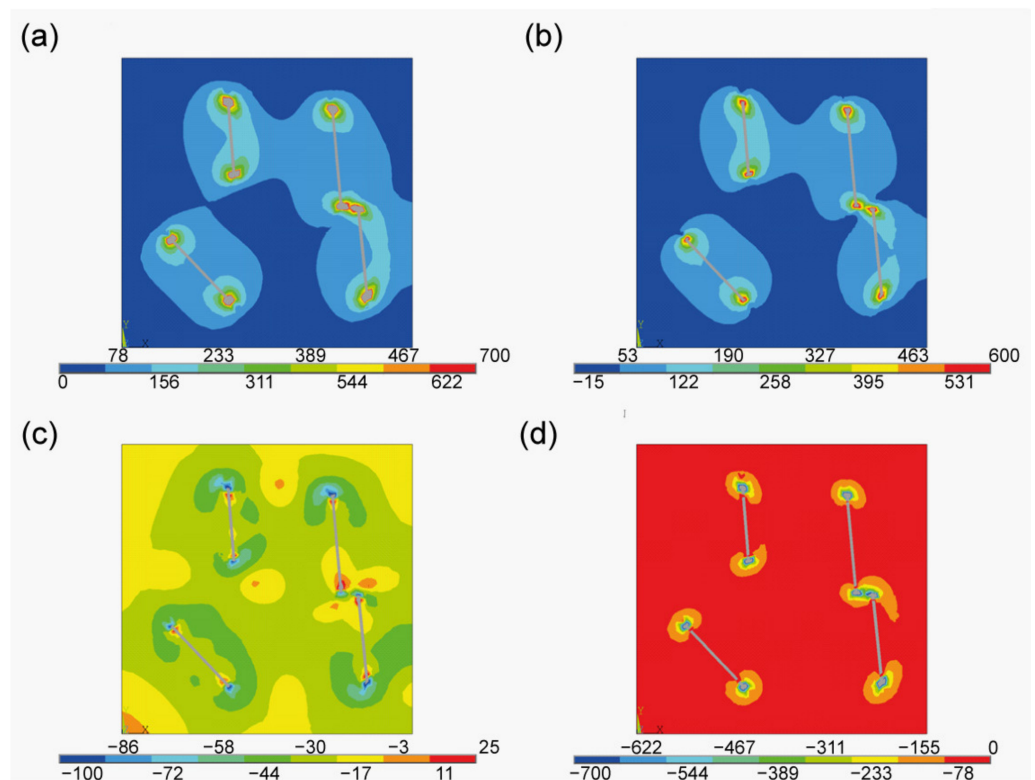 (a) (b)
Y X Y X
78 233 389 467 700
0 156 311 544 622
53 190 327 463 600
−15 122 258 395 531
(c) (d)
Y X Y X
−86 −58 −30 −3 25
−100 −72 −44 −17 11
−622 −467 −311 −155 0
−700 −544 −389 −233 −78